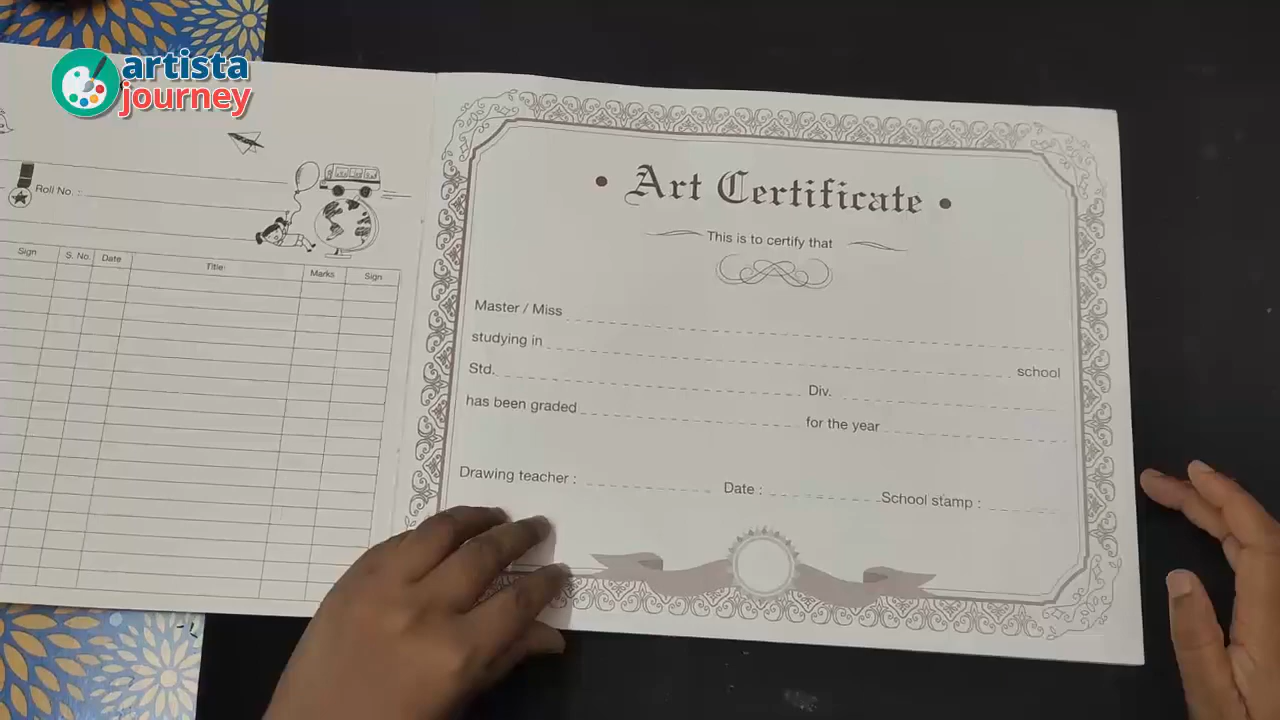 artista
journey
Roll No. :
Sign S. No. Date Title: Marks Sign
Art Certificate
This is to certify that
Master / Miss
studying in school
Std. Div.
has been graded for the year
Drawing teacher : Date : School stamp :